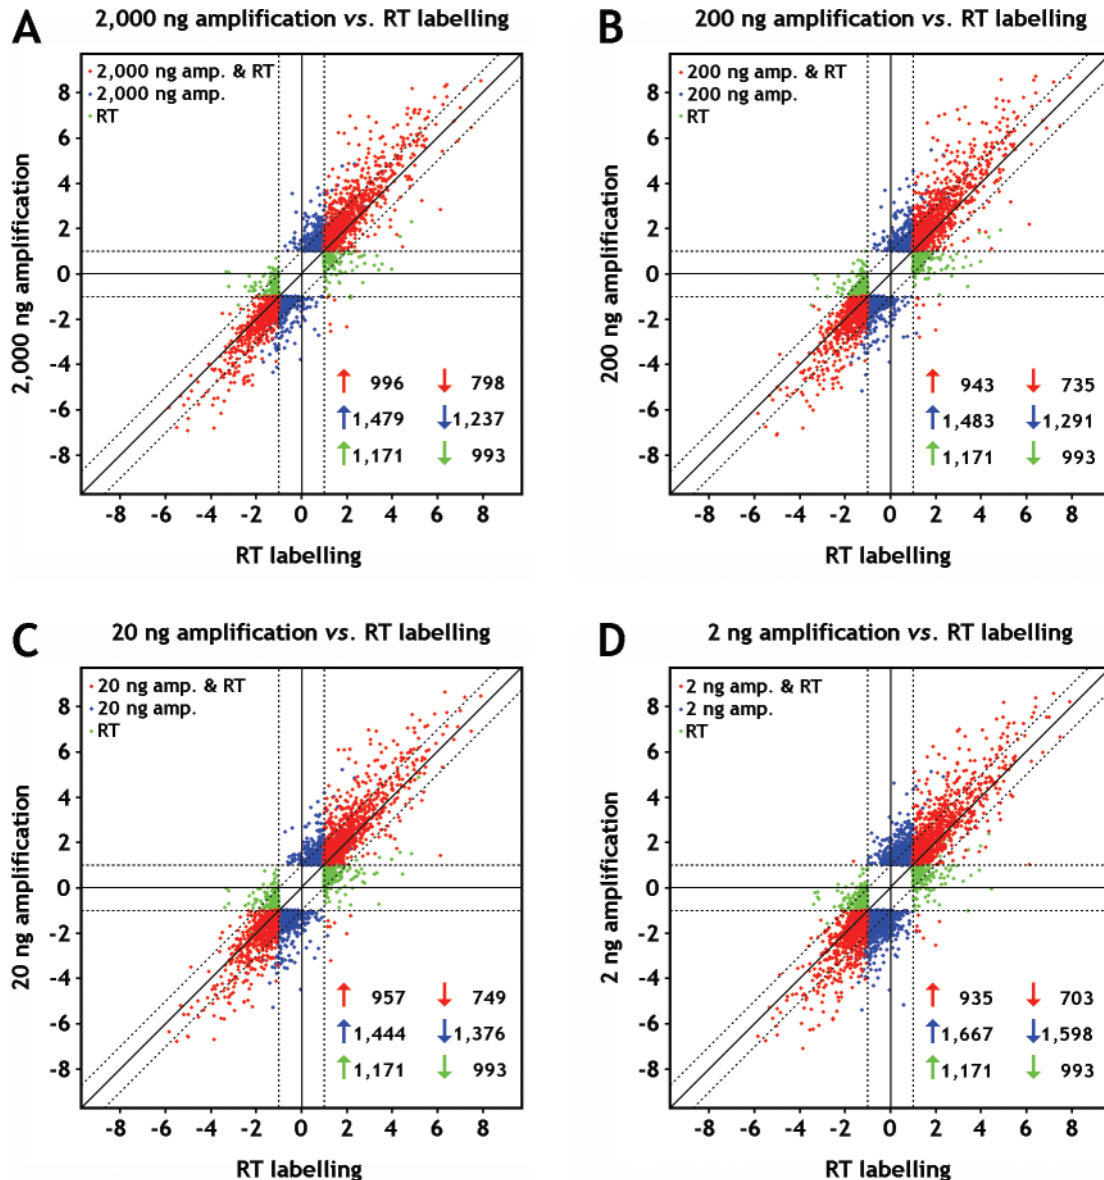 A
2,000 ng amplification vs. RT labelling
2,000 ng amp. & RT
2,000 ng amp.
RT
2,000 ng amplification
8
6
4
2
0
-2
-4
-6
-8
↑ 996 ↓ 798
↑ 1,479 ↓ 1,237
↑ 1,171 ↓ 993
-8 -6 -4 -2 0 2 4 6 8
RT labelling
B
200 ng amplification vs. RT labelling
200 ng amp. & RT
200 ng amp.
RT
200 ng amplification
8
6
4
2
0
-2
-4
-6
-8
↑ 943 ↓ 735
↑ 1,483 ↓ 1,291
↑ 1,171 ↓ 993
-8 -6 -4 -2 0 2 4 6 8
RT labelling
C
20 ng amplification vs. RT labelling
20 ng amp. & RT
20 ng amp.
RT
20 ng amplification
8
6
4
2
0
-2
-4
-6
-8
↑ 957 ↓ 749
↑ 1,444 ↓ 1,376
↑ 1,171 ↓ 993
-8 -6 -4 -2 0 2 4 6 8
RT labelling
D
2 ng amplification vs. RT labelling
2 ng amp. & RT
2 ng amp.
RT
2 ng amplification
8
6
4
2
0
-2
-4
-6
-8
↑ 935 ↓ 703
↑ 1,667 ↓ 1,598
↑ 1,171 ↓ 993
-8 -6 -4 -2 0 2 4 6 8
RT labelling